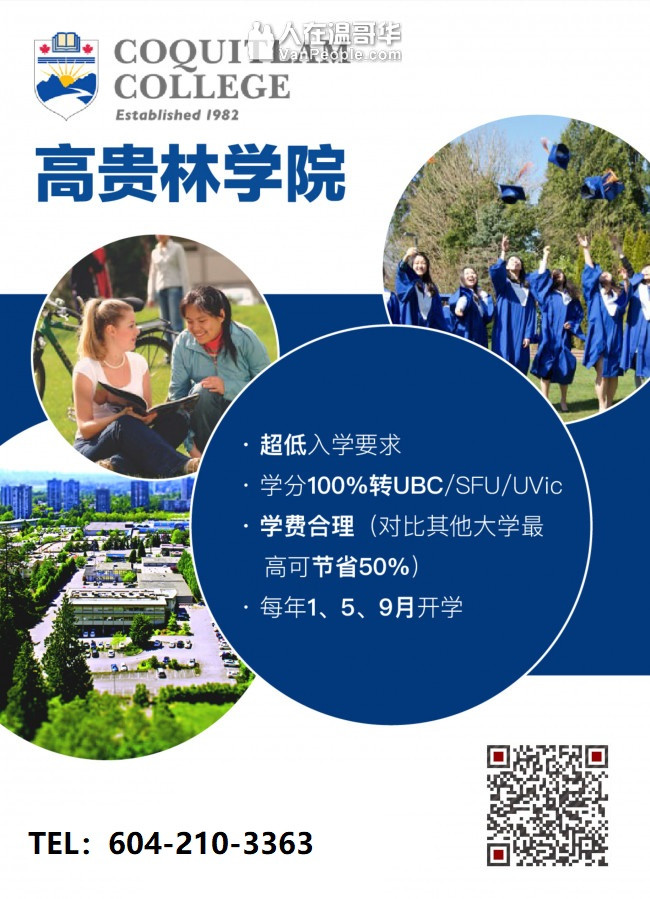 人在温哥华
VanPeople.com
COQUITLAM
COLLEGE
Established 1982
高贵林学院
· 超低入学要求
· 学分100%转UBC/SFU/UVic
· 学费合理（对比其他大学最
高可节省50%）
· 每年1、5、9月开学
TEL：604-210-3363